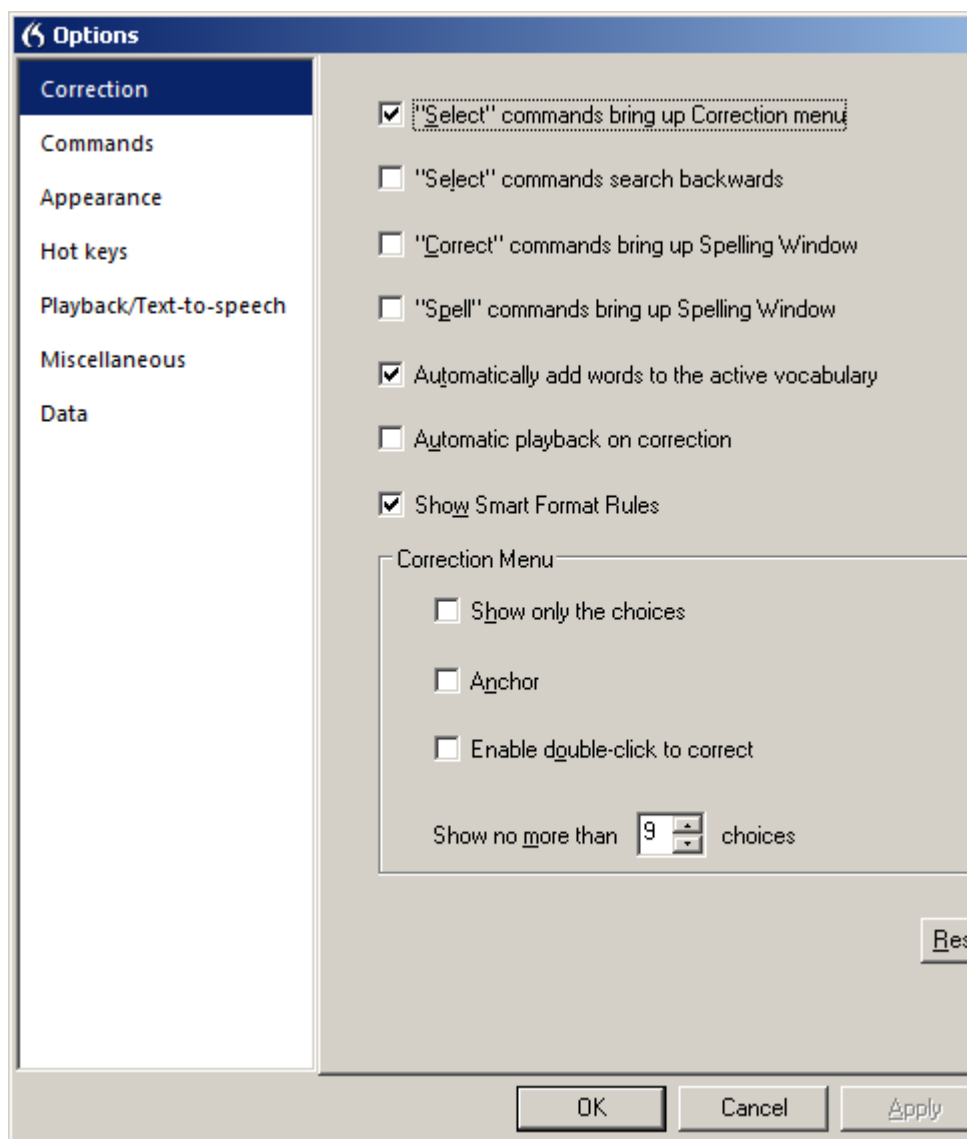 Options
Correction
Commands
Appearance
Hot keys
Playback/Text-to-speech
Miscellaneous
Data
"Select" commands bring up Correction menu
"Select" commands search backwards
"Correct" commands bring up Spelling Window
"Spell" commands bring up Spelling Window
Automatically add words to the active vocabulary
Automatic playback on correction
Show Smart Format Rules
Correction Menu
Show only the choices
Anchor
Enable double-click to correct
Show no more than 9 choices
Res
OK Cancel Apply